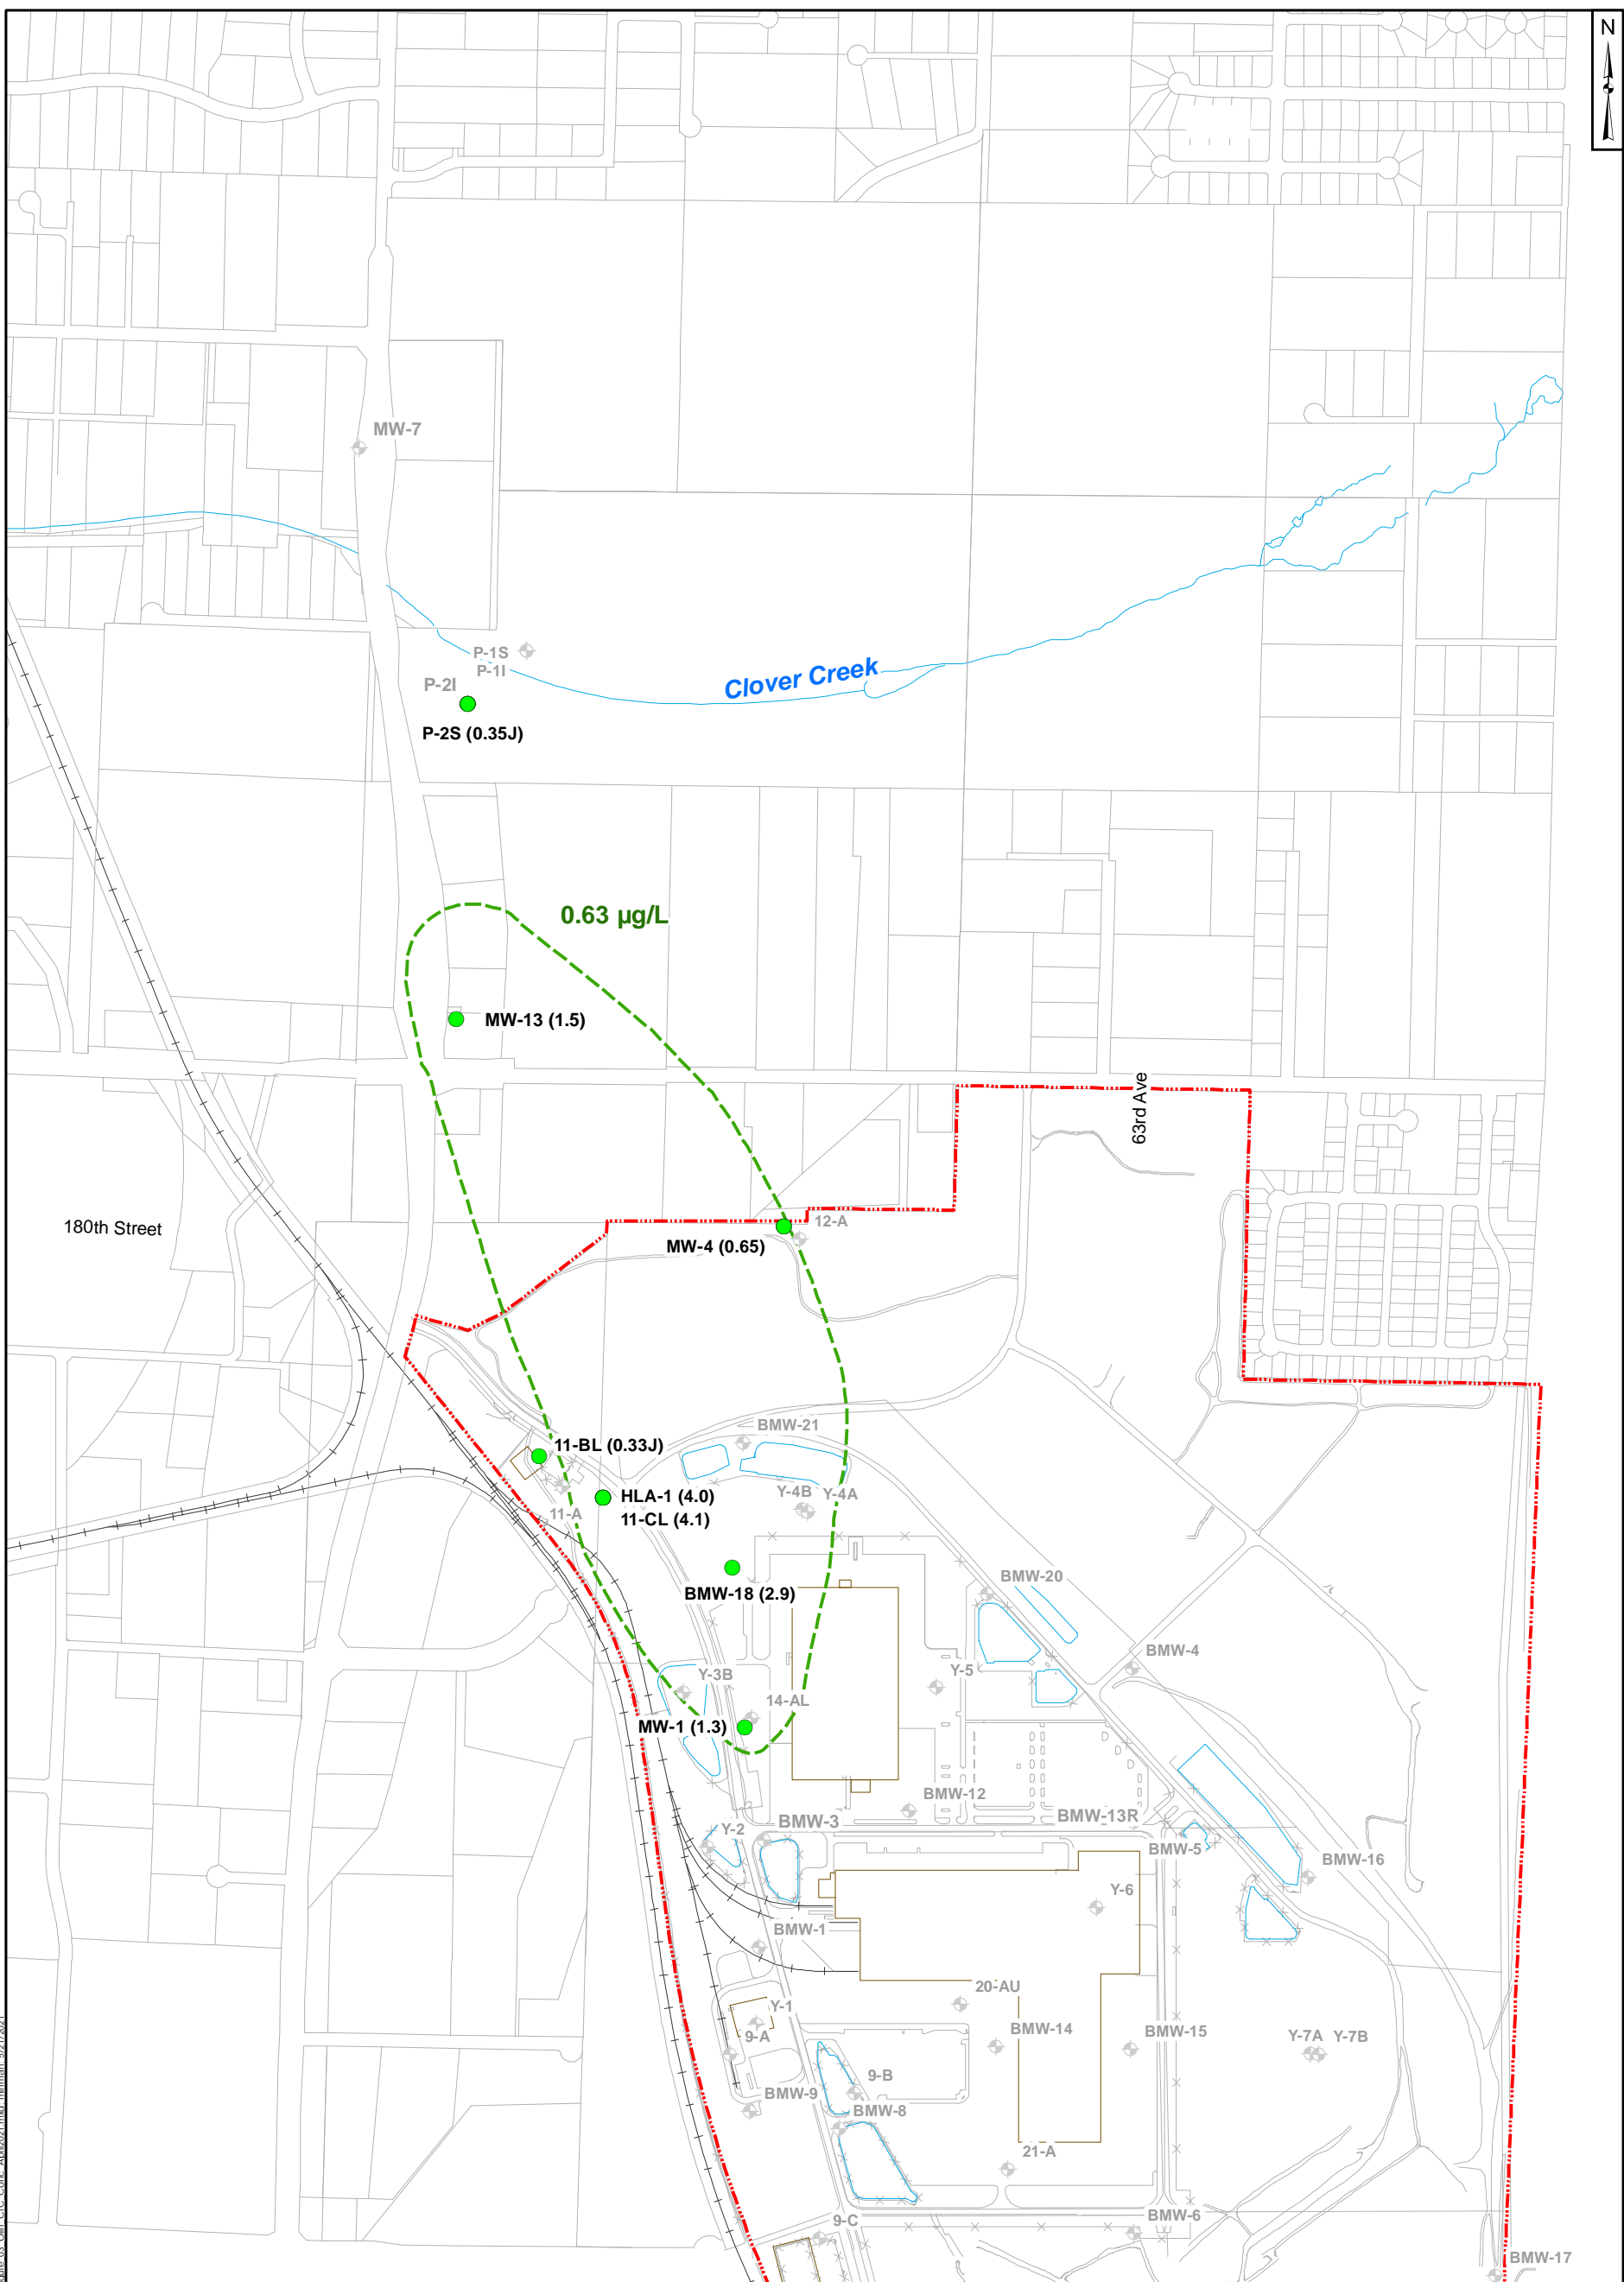 N
MW-7
P-1S
P-1I
Clover Creek
P-2I
P-2S (0.35J)
0.63 µg/L
MW-13 (1.5)
63rd Ave
180th Street
12-A
MW-4 (0.65)
BMW-21
11-BL (0.33J)
Y-4B
Y-4A
HLA-1 (4.0)
11-A
11-CL (4.1)
BMW-20
BMW-18 (2.9)
BMW-4
Y-3B
Y-5
14-AL
MW-1 (1.3)
BMW-12
BMW-3
BMW-13R
Y-2
BMW-5
BMW-16
Y-6
BMW-1
20-AU
Y-1
9-A
BMW-14
BMW-15
Y-7A
Y-7B
9-B
BMW-9
BMW-8
21-A
BMW-6
9-C
BMW-17